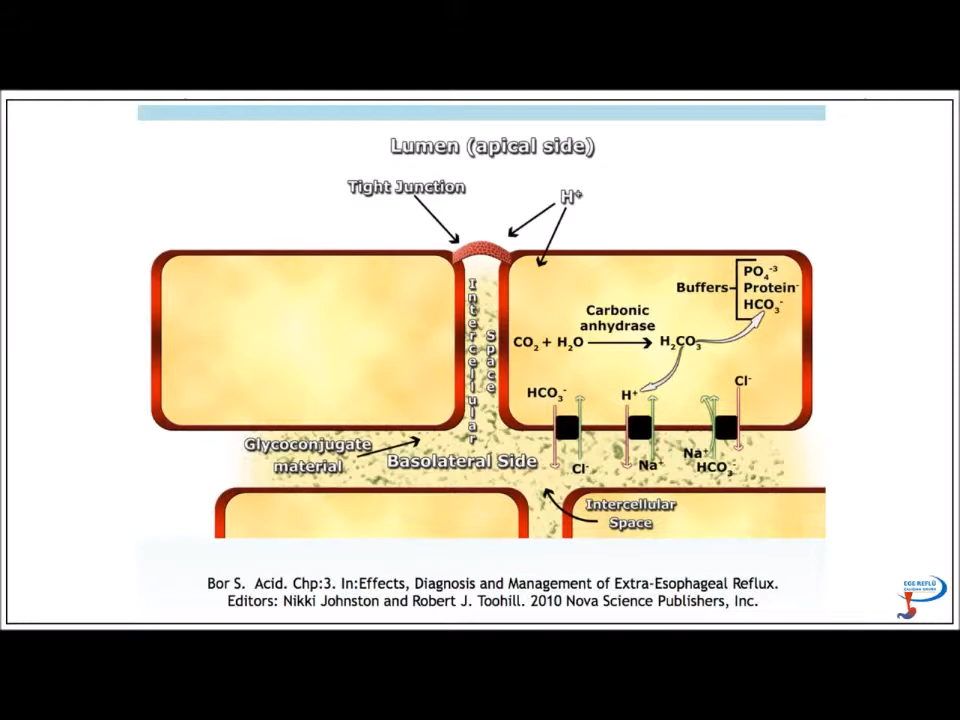 Lumen (apical side)
Tight Junction
H⁺
Intercellular
Space
Buffers
PO₄⁻³
Protein⁻
HCO₃⁻
Carbonic
anhydrase
CO₂ + H₂O
H₂CO₃
HCO₃⁻
H⁺
Cl⁻
Glycoconjugate
material
Basolateral Side
Cl⁻
Na⁺
Na⁺
HCO₃⁻
Intercellular
Space
Bor S. Acid. Chp:3. In:Effects, Diagnosis and Management of Extra-Esophageal Reflux.
Editors: Nikki Johnston and Robert J. Toohill. 2010 Nova Science Publishers, Inc.
EGE REFLÜ